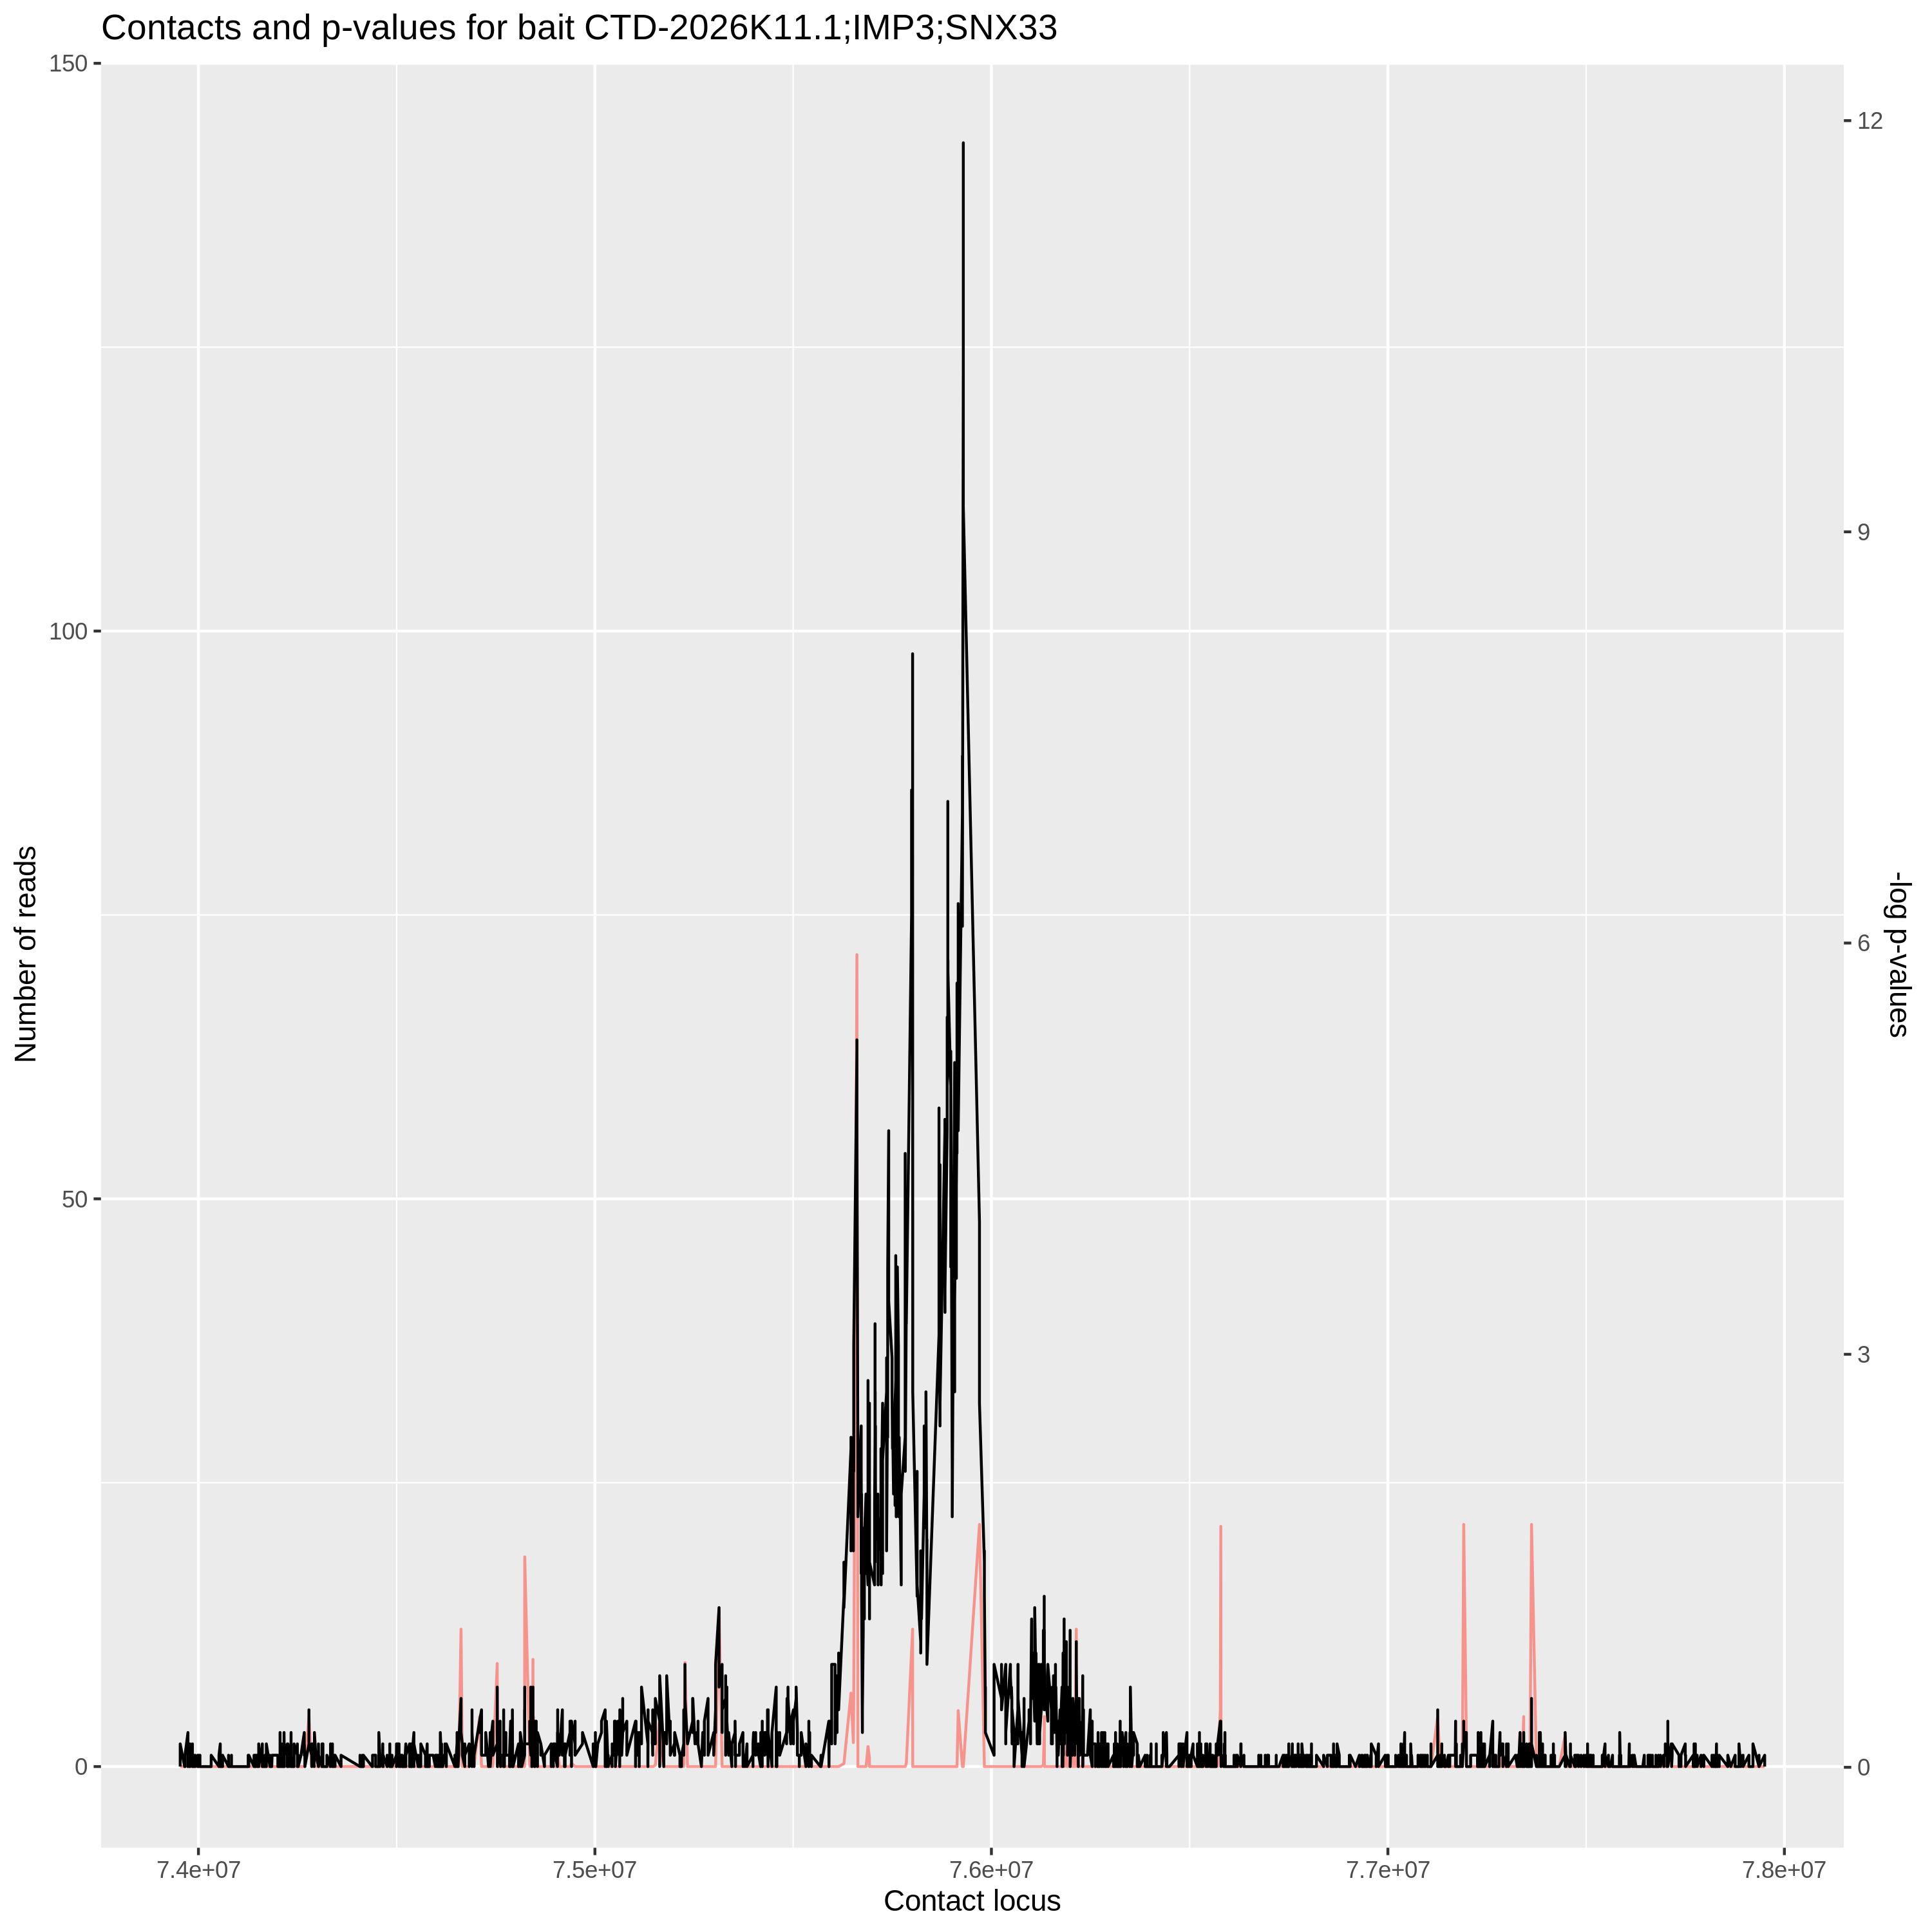 Contacts and p-values for bait CTD-2026K11.1;IMP3;SNX33
150
100
50
0
Number of reads
12
9
6
3
0
-log p-values
7.4e+07
7.5e+07
7.6e+07
7.7e+07
7.8e+07
Contact locus